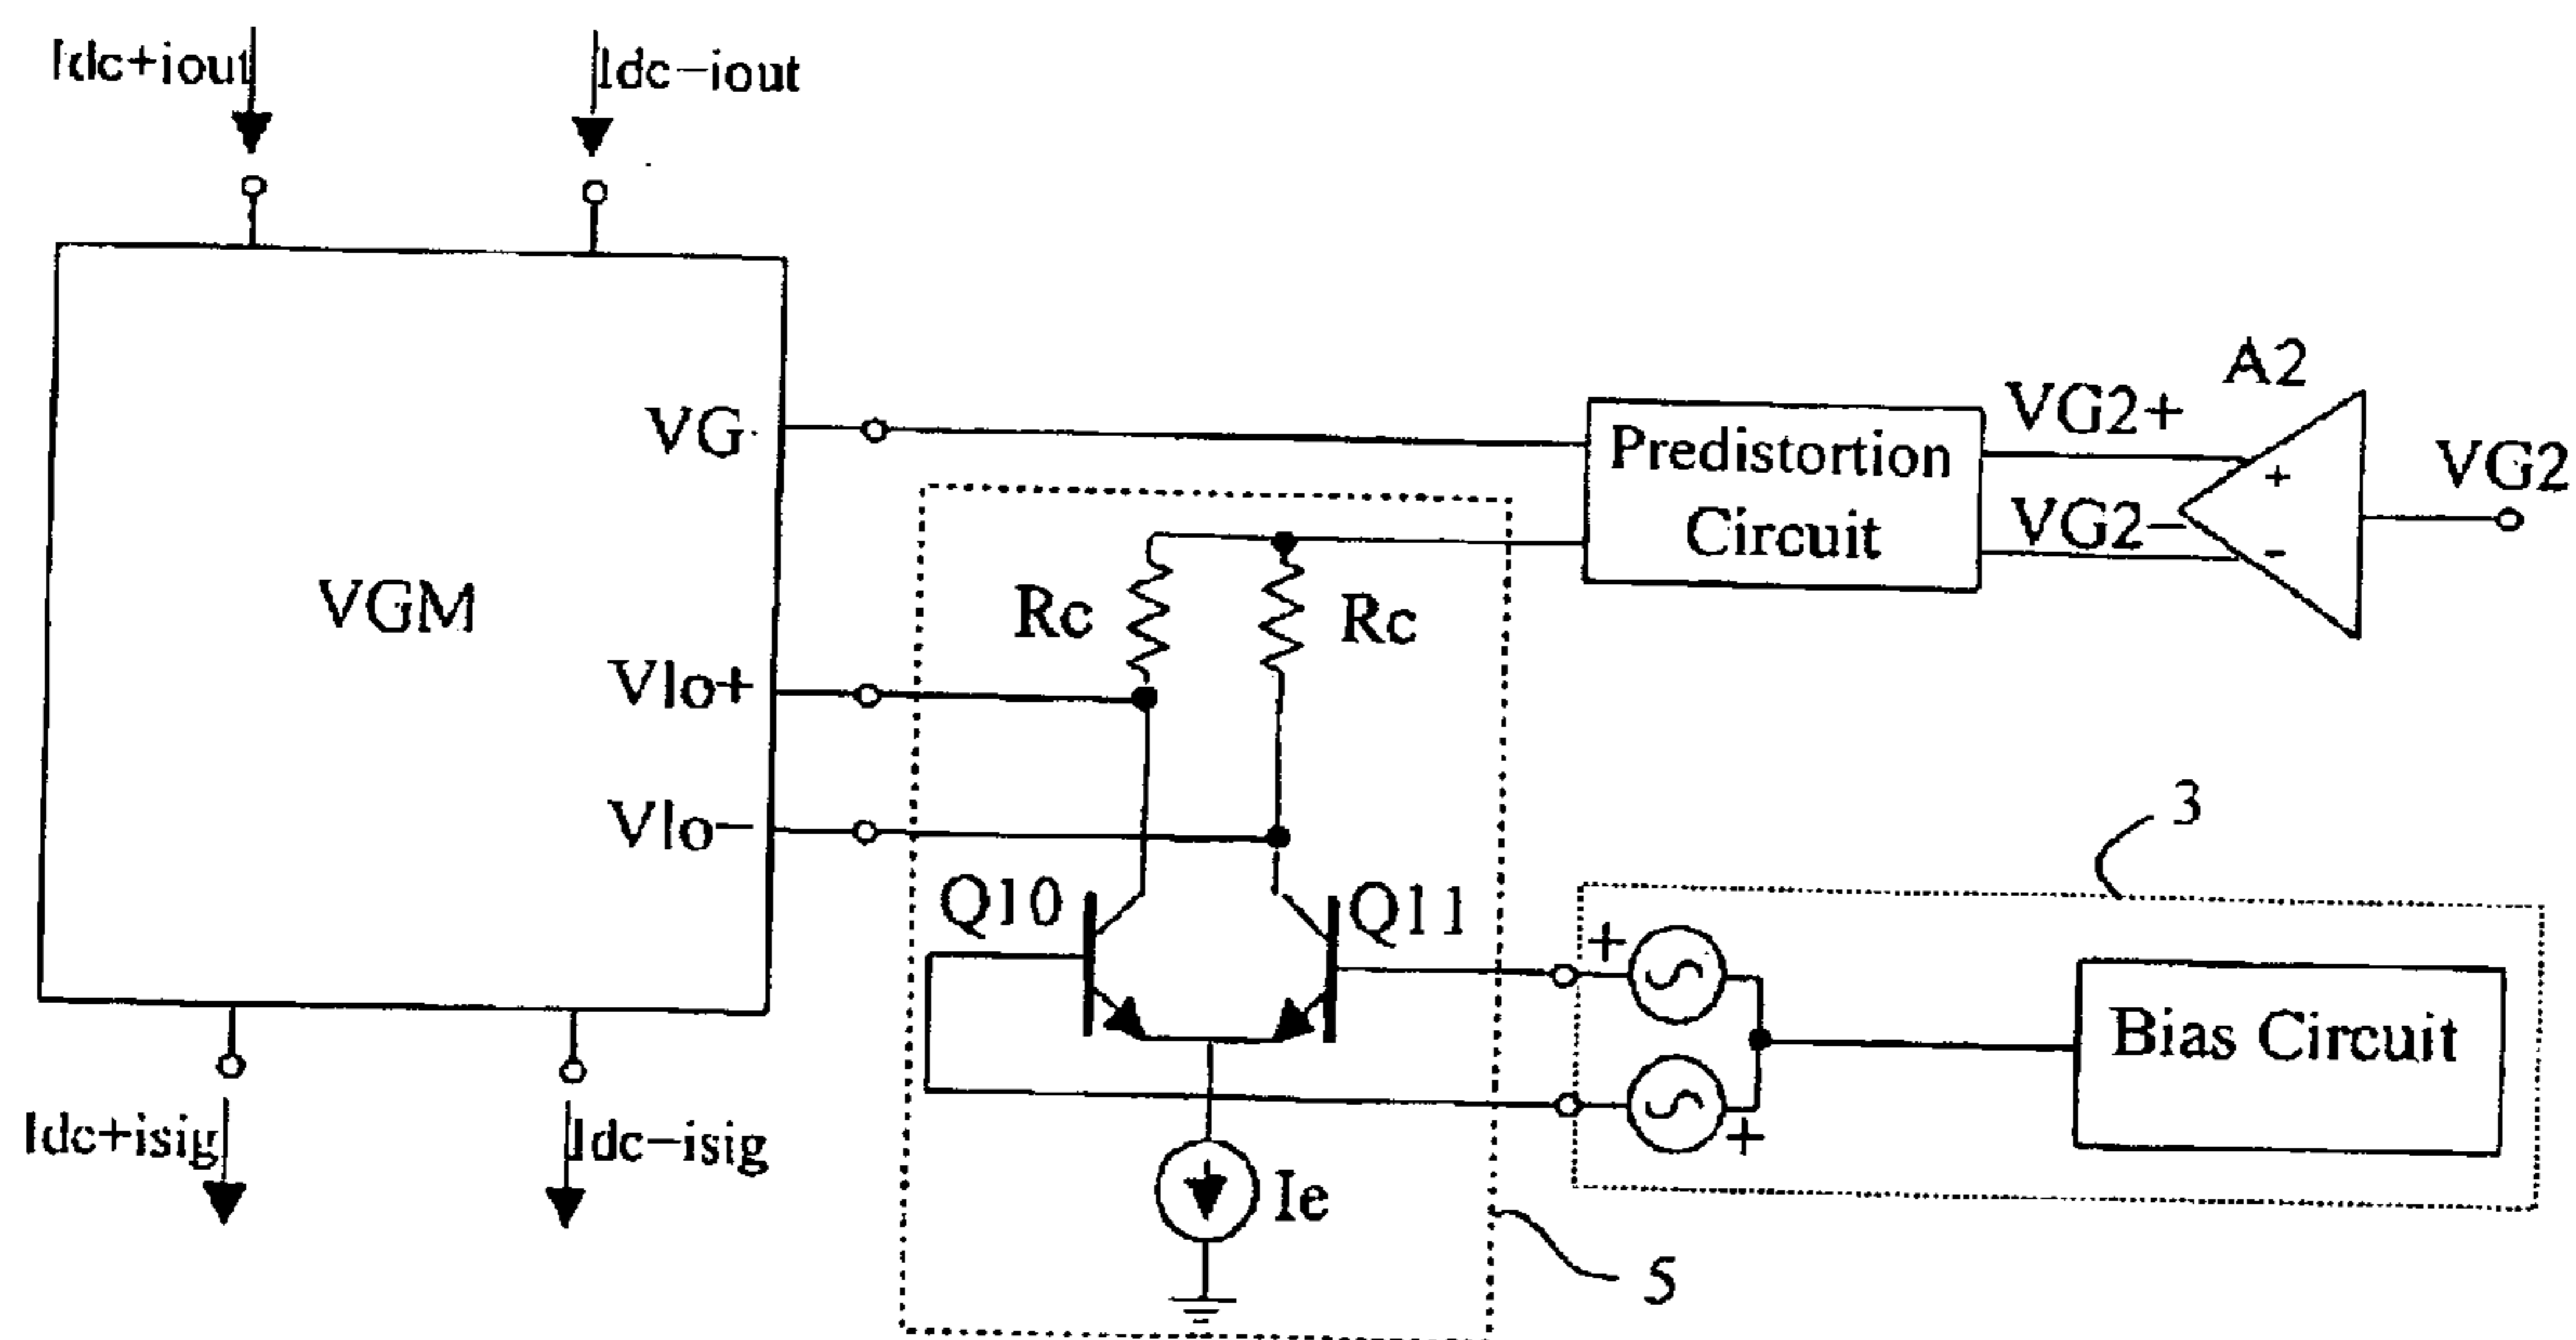 Idc+iout
Idc−iout
A2
VG2+
VG2
VG
Predistortion
Circuit
VG2−
+
−
VGM
Rc
Rc
Vlo+
Vlo−
3
Q10
Q11
+
Bias Circuit
+
Idc+isig
Idc−isig
Ie
5